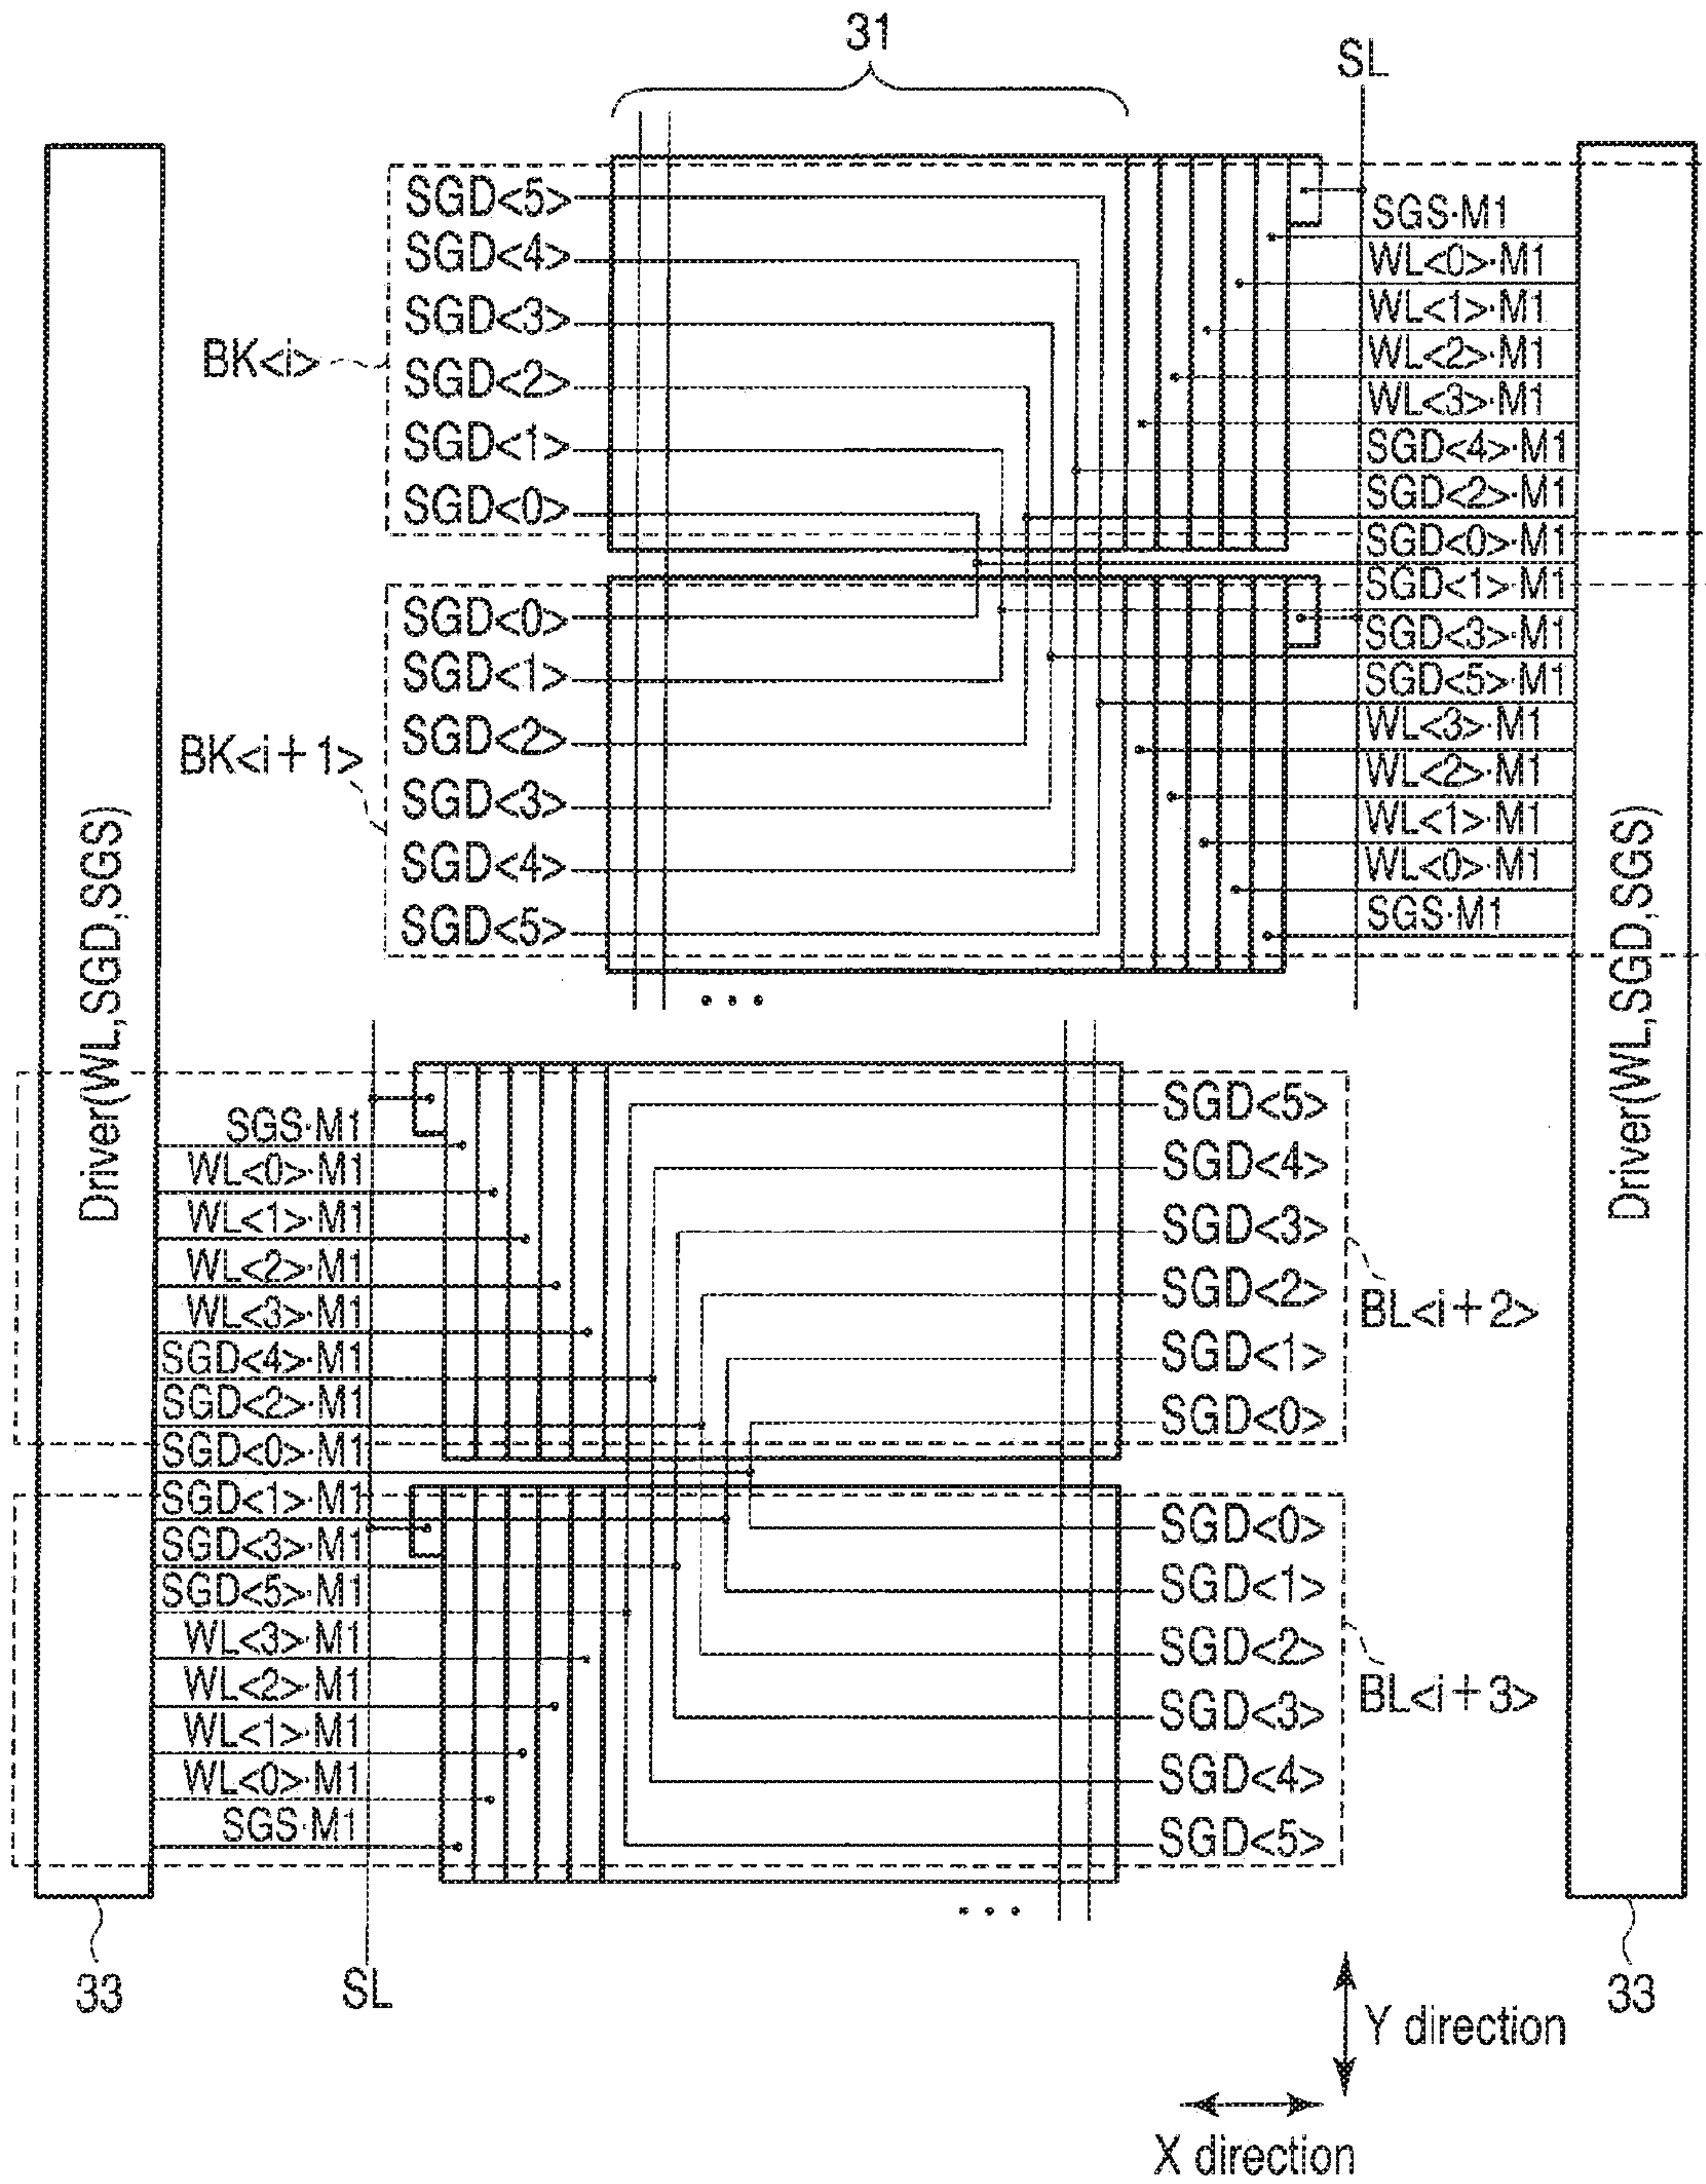 31
SL
SGD<5>
SGD<4>
SGD<3>
SGD<2>
SGD<1>
SGD<0>
BK<i>
SGS·M1
WL<0>·M1
WL<1>·M1
WL<2>·M1
WL<3>·M1
SGD<4>·M1
SGD<2>·M1
SGD<0>·M1
SGD<1>·M1
SGD<3>·M1
SGD<5>·M1
WL<3>·M1
WL<2>·M1
WL<1>·M1
WL<0>·M1
SGS·M1
SGD<0>
SGD<1>
SGD<2>
SGD<3>
SGD<4>
SGD<5>
BK<i+1>
Driver(WL,SGD,SGS)
Driver(WL,SGD,SGS)
SGS·M1
WL<0>·M1
WL<1>·M1
WL<2>·M1
WL<3>·M1
SGD<4>·M1
SGD<2>·M1
SGD<0>·M1
SGD<1>·M1
SGD<3>·M1
SGD<5>·M1
WL<3>·M1
WL<2>·M1
WL<1>·M1
WL<0>·M1
SGS·M1
SGD<5>
SGD<4>
SGD<3>
SGD<2>
SGD<1>
SGD<0>
BL<i+2>
SGD<0>
SGD<1>
SGD<2>
SGD<3>
SGD<4>
SGD<5>
BL<i+3>
33
SL
33
Y direction
X direction